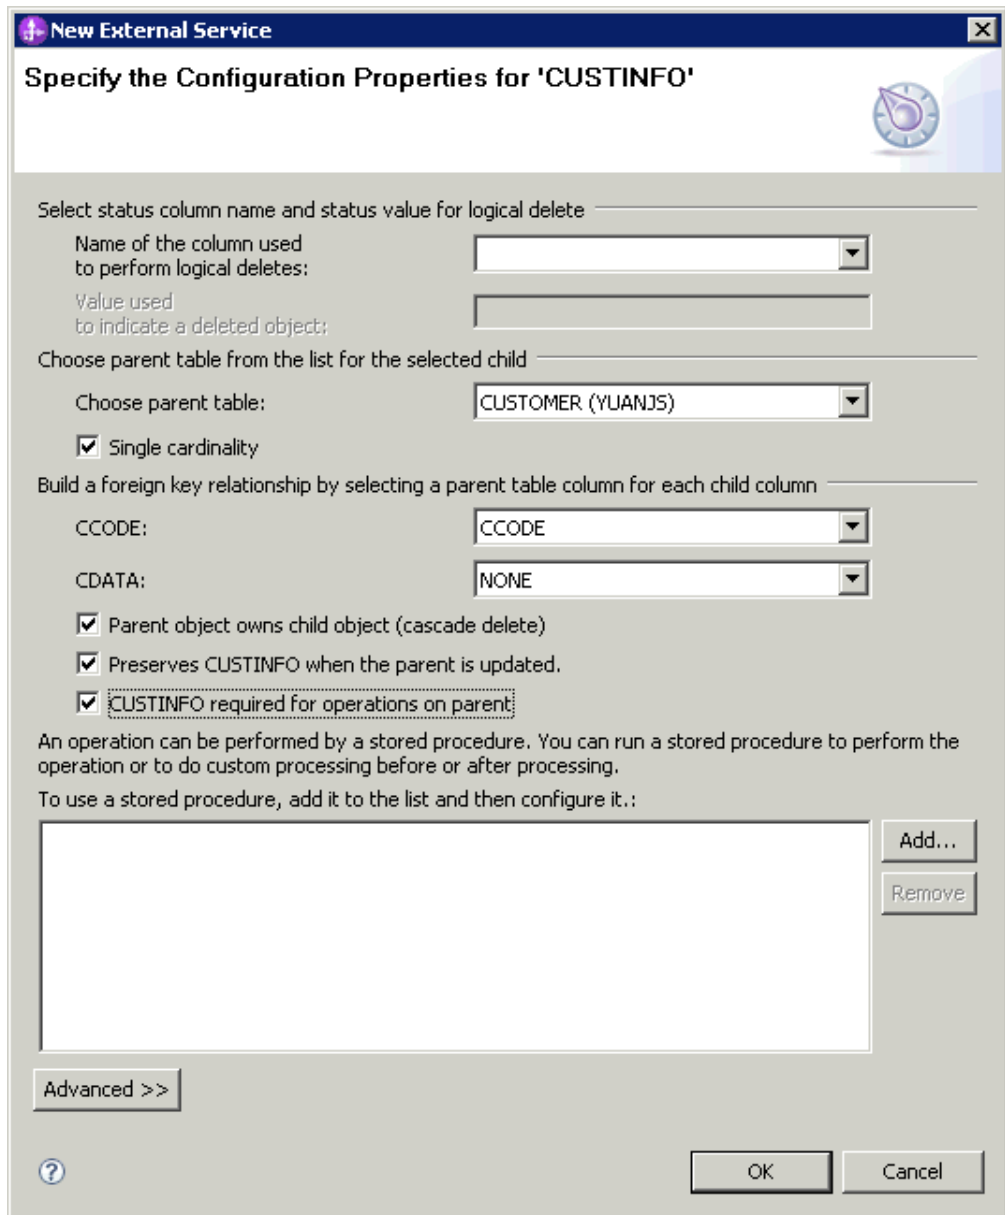 New External Service
Specify the Configuration Properties for 'CUSTINFO'
Select status column name and status value for logical delete
Name of the column used
to perform logical deletes:
Value used
to indicate a deleted object:
Choose parent table from the list for the selected child
Choose parent table:
CUSTOMER (YUANJS)
Single cardinality
Build a foreign key relationship by selecting a parent table column for each child column
CCODE:
CCODE
CDATA:
NONE
Parent object owns child object (cascade delete)
Preserves CUSTINFO when the parent is updated.
CUSTINFO required for operations on parent
An operation can be performed by a stored procedure. You can run a stored procedure to perform the
operation or to do custom processing before or after processing.
To use a stored procedure, add it to the list and then configure it.:
Add...
Remove
Advanced >>
?
OK
Cancel